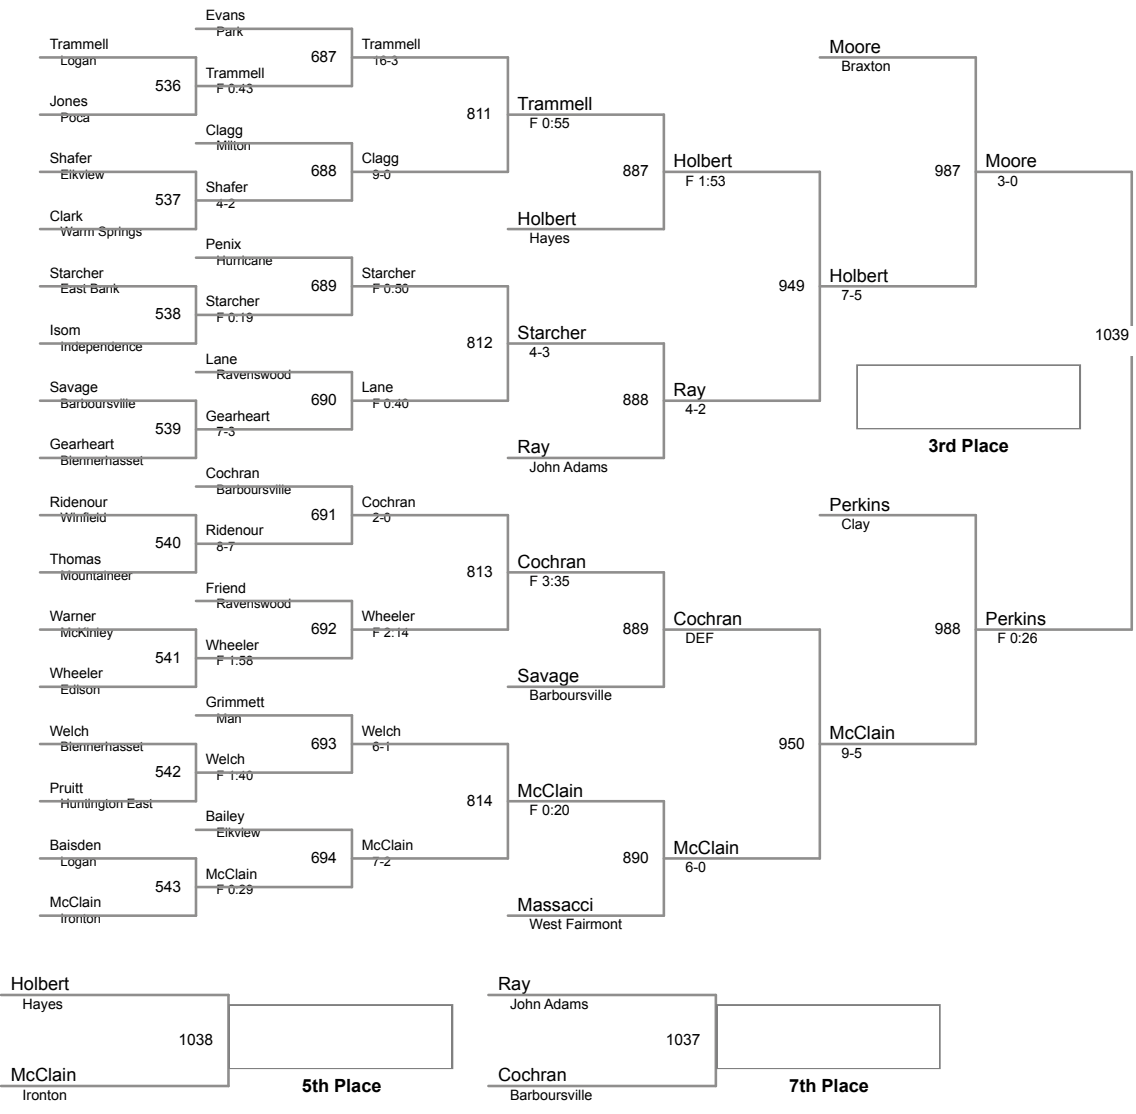 Evans
Park
Trammell
Logan
687
Trammell
16-3
536
Trammell
F 0:43
Jones
Poca
811
Trammell
F 0:55
Clagg
Milton
Shafer
Elkview
688
Clagg
9-0
537
Shafer
4-2
Clark
Warm Springs
887
Holbert
F 1:53
Holbert
Hayes
Moore
Braxton
987
Moore
3-0
Penix
Hurricane
Starcher
East Bank
689
Starcher
F 0:50
538
Starcher
F 0:19
Isom
Independence
949
Holbert
7-5
812
Starcher
4-3
1039
Lane
Ravenswood
Savage
Barboursville
690
Lane
F 0:40
539
Gearheart
7-3
Gearheart
Blennerhasset
888
Ray
4-2
Ray
John Adams
3rd Place
Cochran
Barboursville
Ridenour
Winfield
691
Cochran
2-0
540
Ridenour
8-7
Thomas
Mountaineer
813
Cochran
F 3:35
Perkins
Clay
Friend
Ravenswood
Warner
McKinley
692
Wheeler
F 2:14
541
Wheeler
F 1:58
Wheeler
Edison
889
Cochran
DEF
Savage
Barboursville
988
Perkins
F 0:26
Grimmett
Man
Welch
Blennerhasset
693
Welch
6-1
542
Welch
F 1:40
Pruitt
Huntington East
950
McClain
9-5
814
McClain
F 0:20
Bailey
Elkview
Baisden
Logan
694
McClain
7-2
543
McClain
F 0:29
McClain
Ironton
890
McClain
6-0
Massacci
West Fairmont
Holbert
Hayes
1038
McClain
Ironton
5th Place
Ray
John Adams
1037
Cochran
Barboursville
7th Place